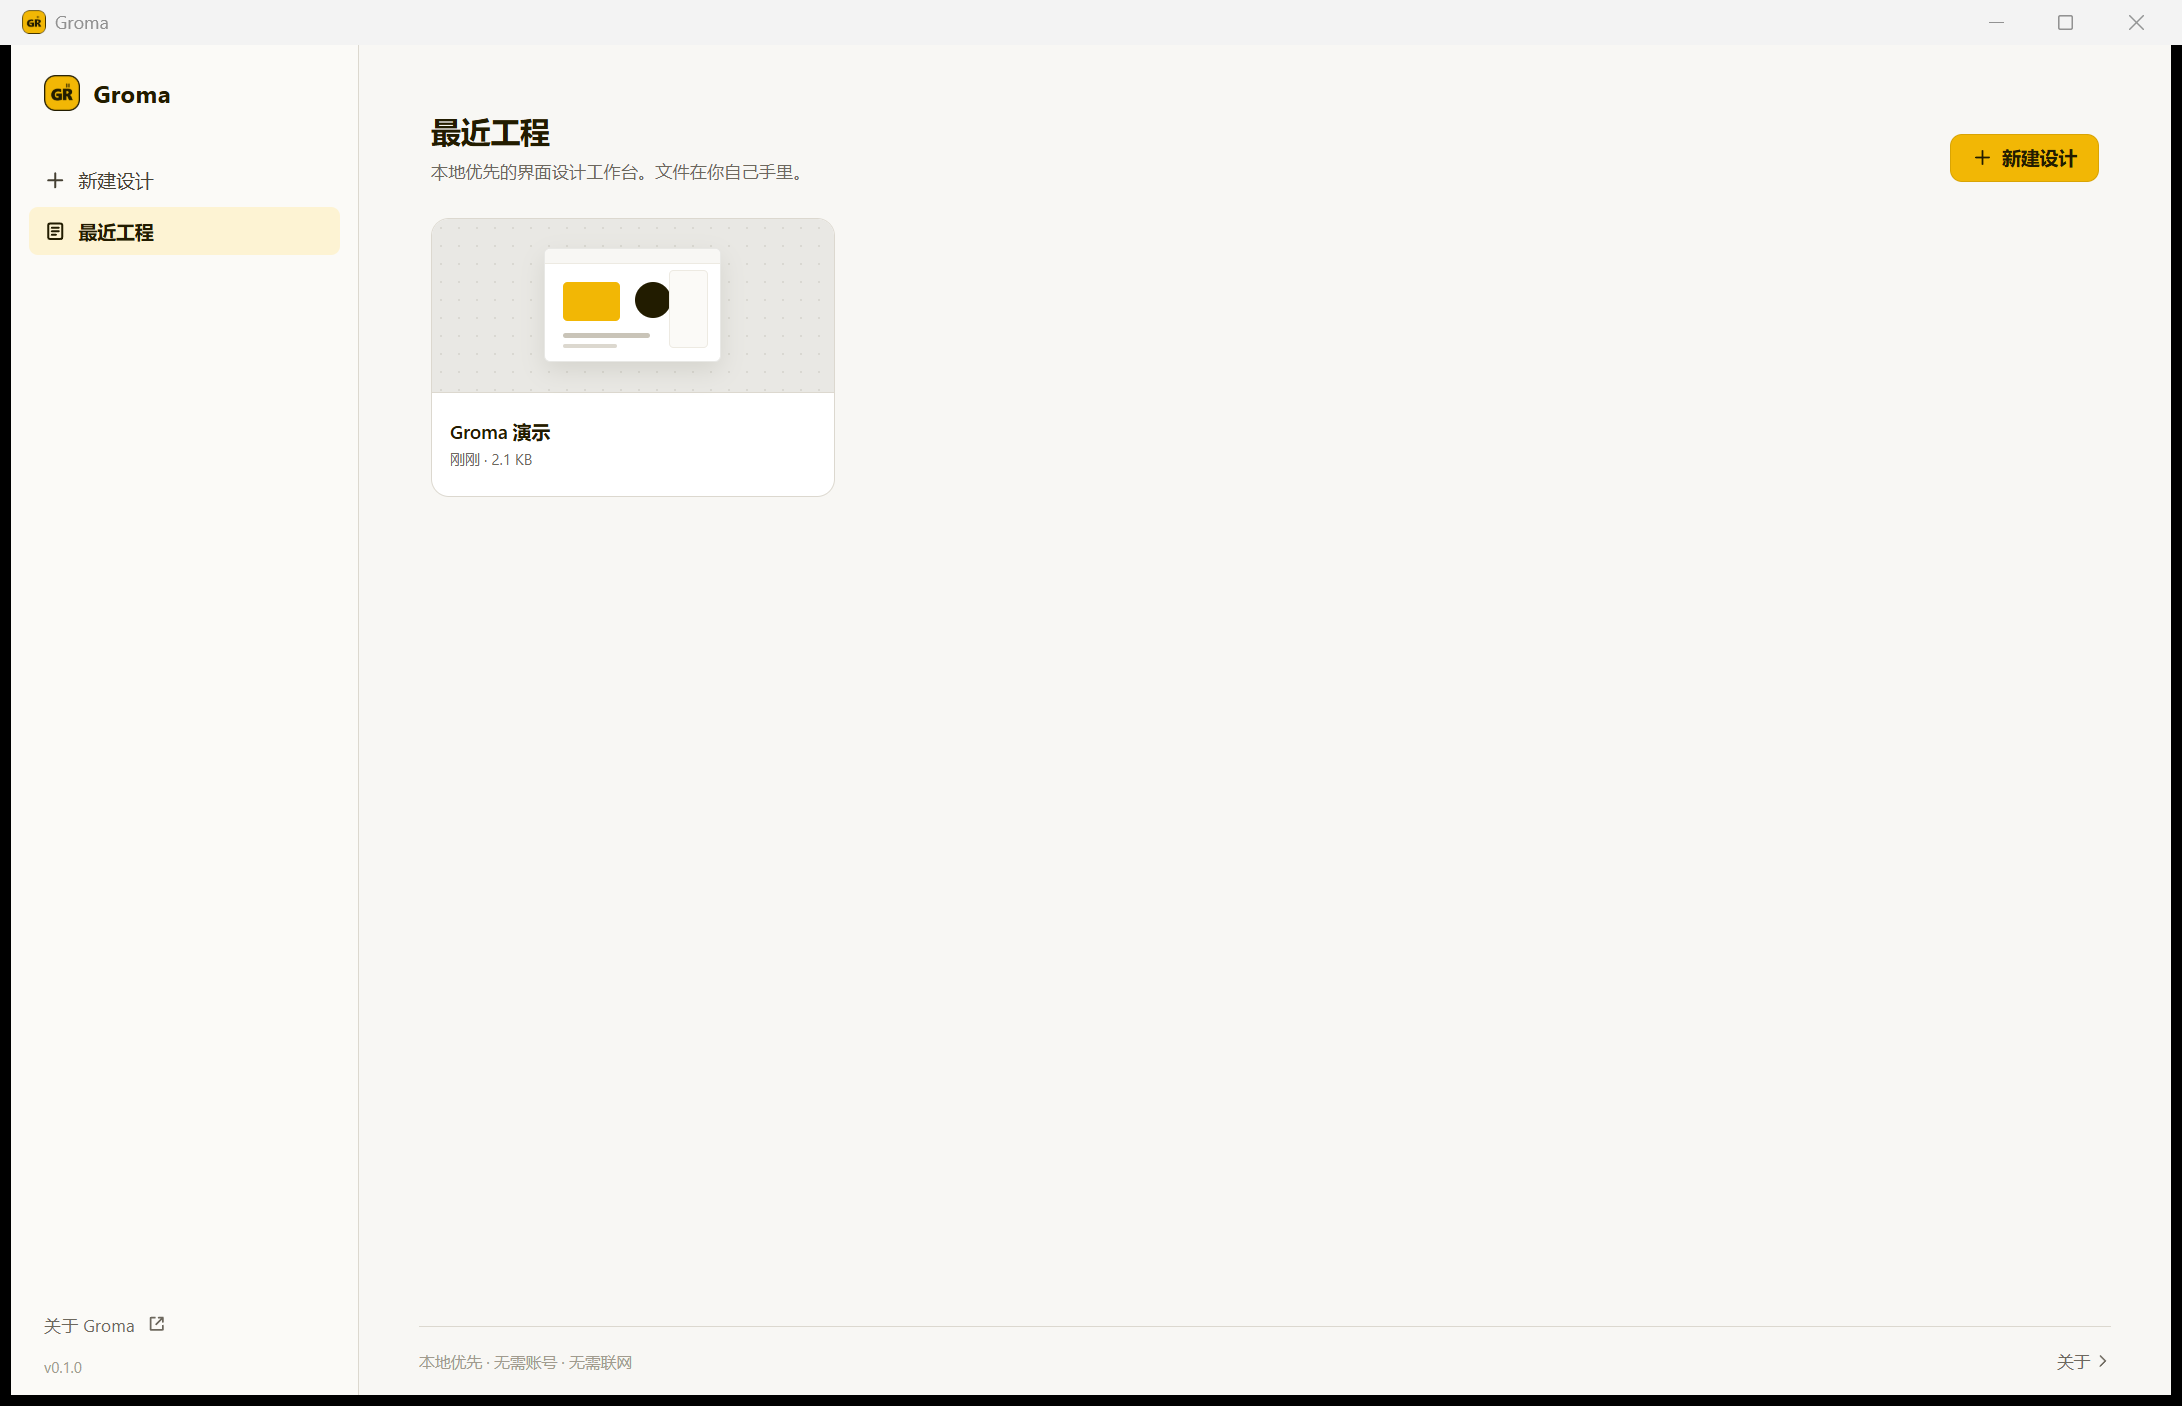 GR Groma
GR Groma
新建设计
最近工程
最近工程
本地优先的界面设计工作台。文件在你自己手里。
新建设计
Groma 演示
刚刚 · 2.1 KB
关于 Groma
v0.1.0
本地优先 · 无需账号 · 无需联网
关于